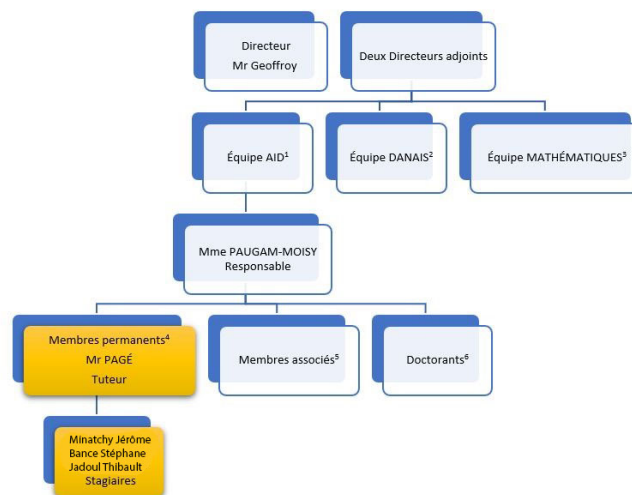 Directeur
Mr Geoffroy
Deux Directeurs adjoints
Équipe AID¹
Équipe DANAIS²
Équipe MATHÉMATIQUES³
Mme PAUGAM-MOISY
Responsable
Membres permanents⁴
Mr PAGÉ
Tuteur
Membres associés⁵
Doctorants⁶
Minatchy Jérôme
Bance Stéphane
Jadoul Thibault
Stagiaires